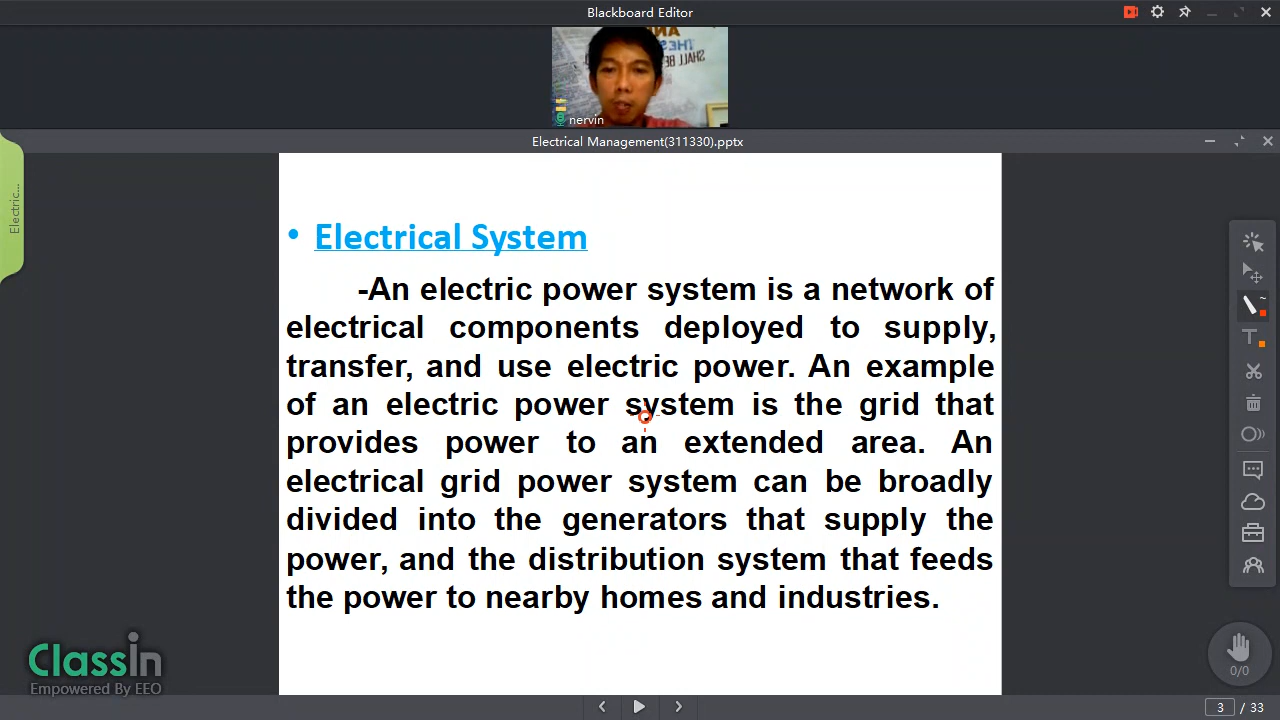 Blackboard Editor
AND
THESE
SHALL BE
nervin
Electrical Management(311330).pptx
Electric...
• Electrical System
-An electric power system is a network of
electrical components deployed to supply,
transfer, and use electric power. An example
of an electric power system is the grid that
provides power to an extended area. An
electrical grid power system can be broadly
divided into the generators that supply the
power, and the distribution system that feeds
the power to nearby homes and industries.
ClassIn
Empowered By EEO
0/0
3 / 33